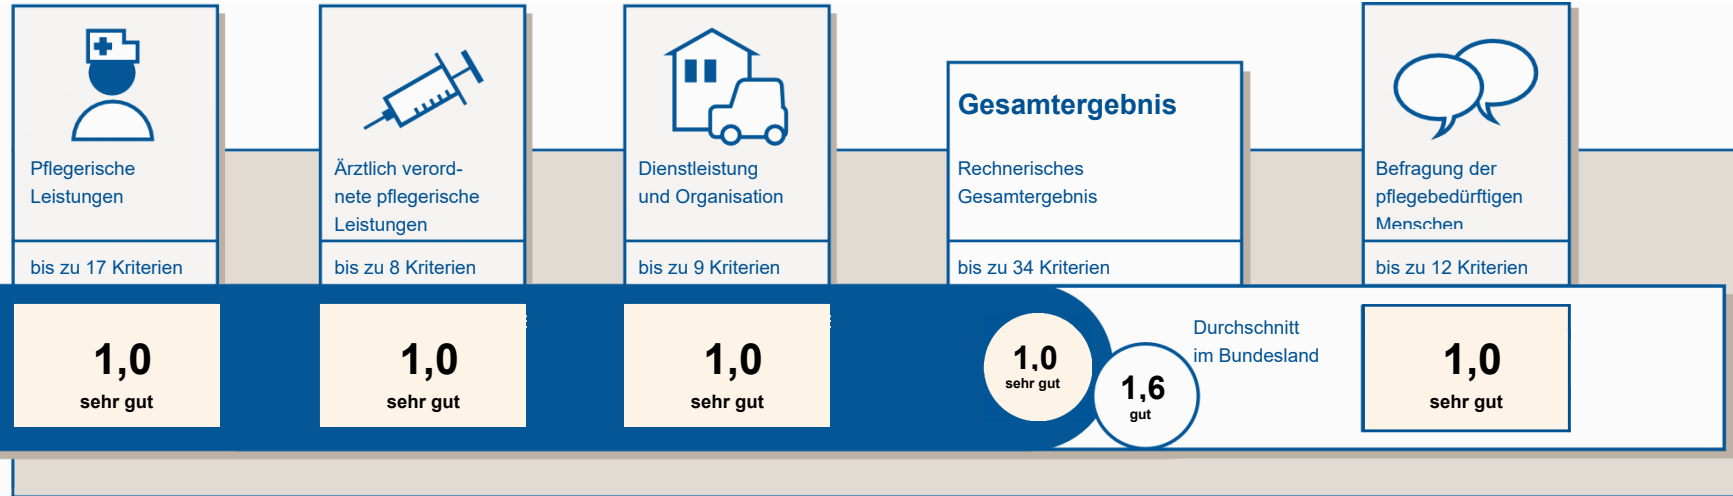 Pflegerische
Leistungen
bis zu 17 Kriterien
1,0
sehr gut
Ärztlich verord-
nete pflegerische
Leistungen
bis zu 8 Kriterien
1,0
sehr gut
Dienstleistung
und Organisation
bis zu 9 Kriterien
1,0
sehr gut
Gesamtergebnis
Rechnerisches
Gesamtergebnis
bis zu 34 Kriterien
1,0
sehr gut
1,6
gut
Durchschnitt
im Bundesland
Befragung der
pflegebedürftigen
Menschen
bis zu 12 Kriterien
1,0
sehr gut